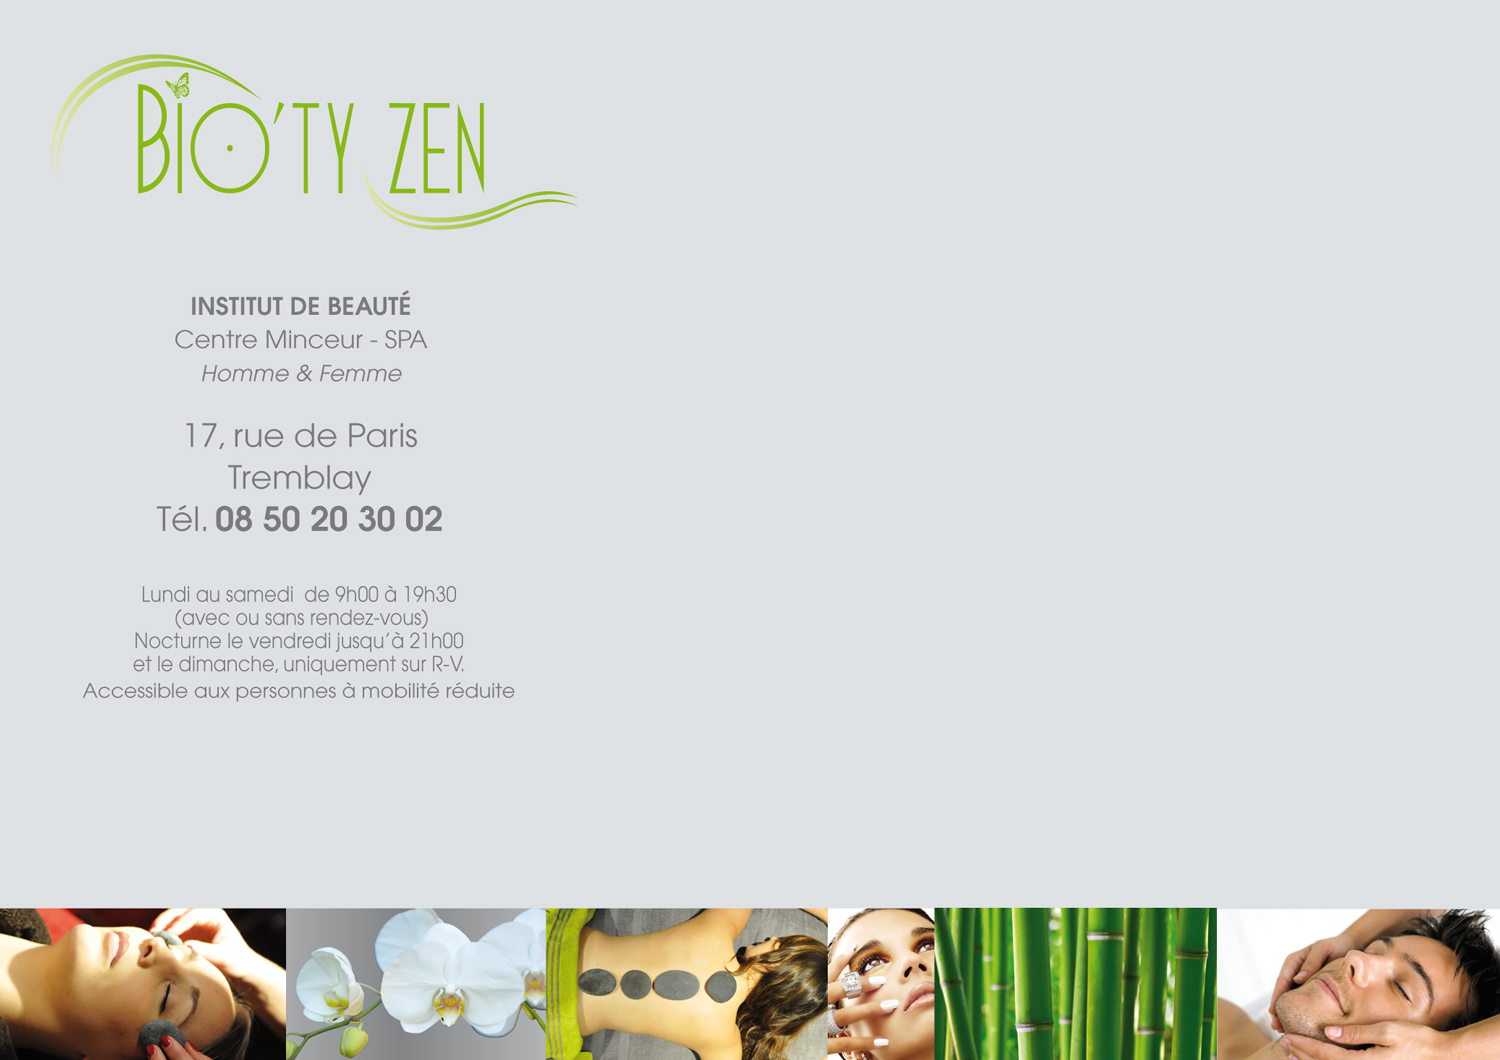 BIO'TY ZEN
INSTITUT DE BEAUTÉ
Centre Minceur - SPA
Homme & Femme
17, rue de Paris
Tremblay
Tél. 08 50 20 30 02
Lundi au samedi  de 9h00 à 19h30
(avec ou sans rendez-vous)
Nocturne le vendredi jusqu'à 21h00
et le dimanche, uniquement sur R-V.
Accessible aux personnes à mobilité réduite